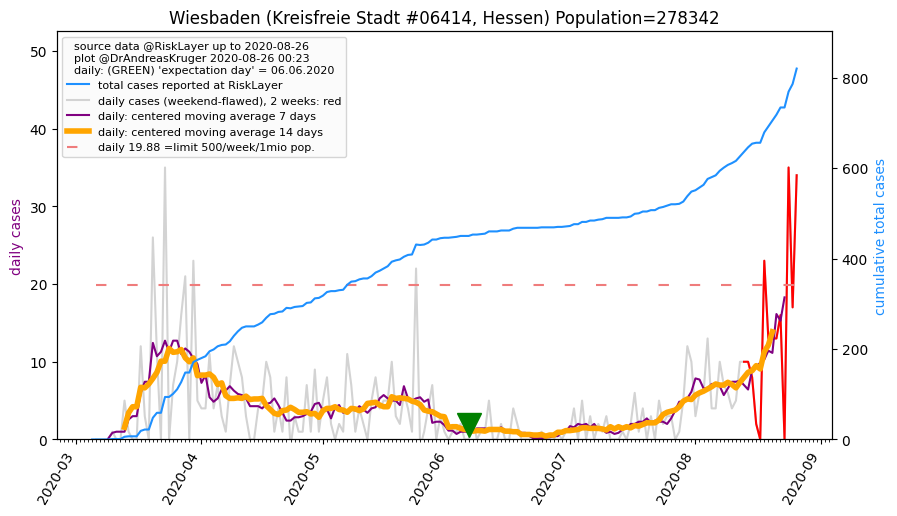 Wiesbaden (Kreisfreie Stadt #06414, Hessen) Population=278342
source data @RiskLayer up to 2020-08-26
plot @DrAndreasKruger 2020-08-26 00:23
daily: (GREEN) 'expectation day' = 06.06.2020
total cases reported at RiskLayer
daily cases (weekend-flawed), 2 weeks: red
daily: centered moving average 7 days
daily: centered moving average 14 days
daily 19.88 =limit 500/week/1mio pop.
daily cases
50
40
30
20
10
0
cumulative total cases
800
600
400
200
0
2020-03
2020-04
2020-05
2020-06
2020-07
2020-08
2020-09